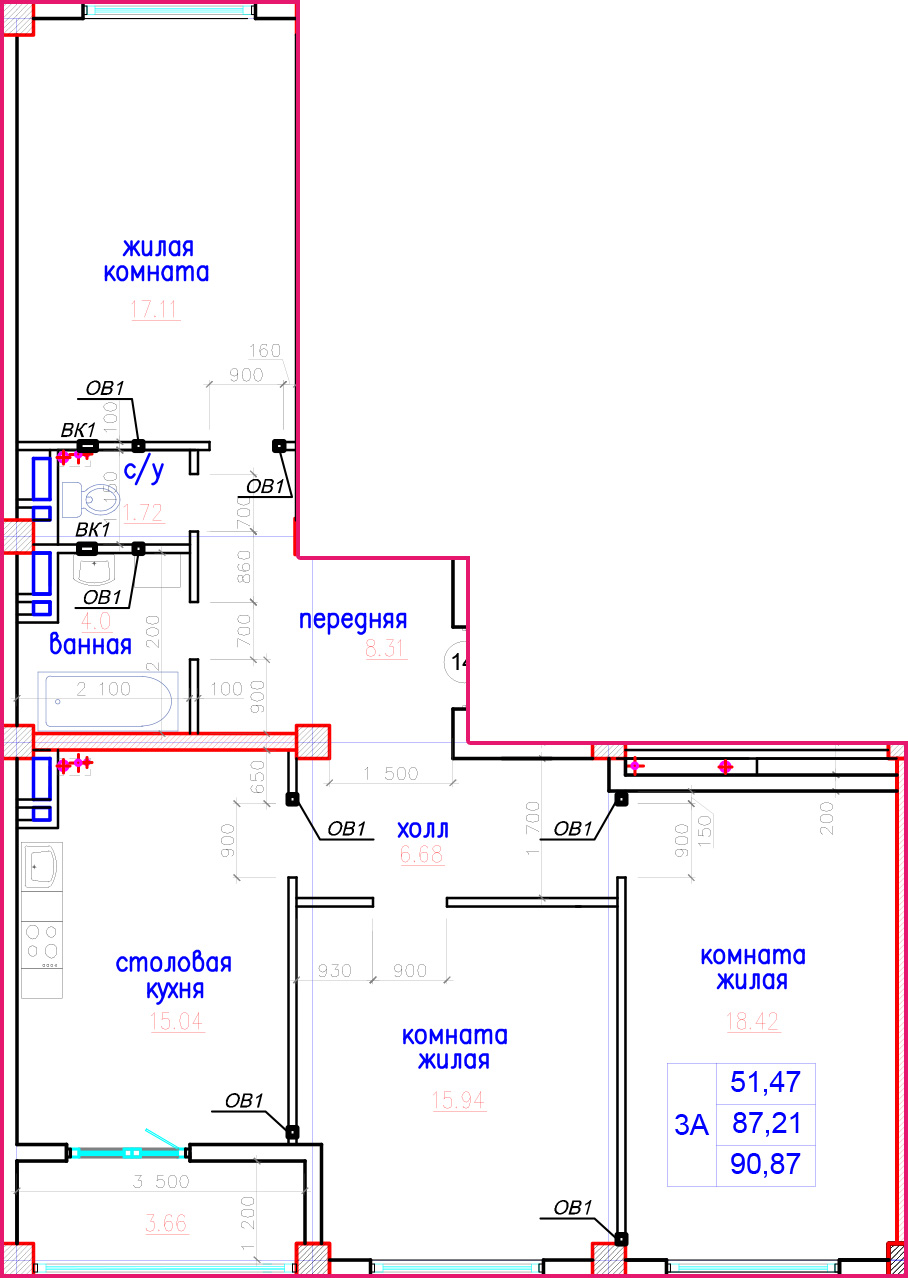 жилая
комната
17.11
160
900
ОВ1
100
ВК1
с/у
ОВ1
1.72
700
ВК1
860
ОВ1
4.0
ванная
2 200
700
передняя
8.31
14
2 100
100
900
650
1 500
900
ОВ1
холл
6.68
1 700
ОВ1
900
150
200
столовая
кухня
15.04
930
900
комната
жилая
15.94
комната
жилая
18.42
ОВ1
3А
51,47
87,21
90,87
3 500
3.66
1 200
ОВ1